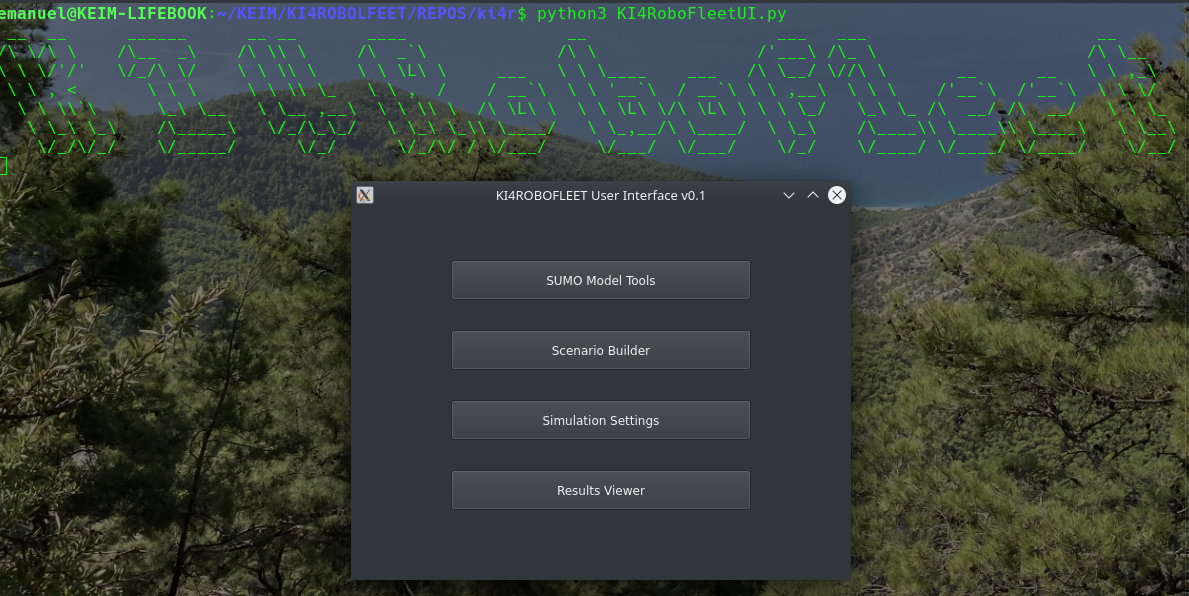 emanuel@KEIM-LIFEBOOK:~/KEIM/KI4ROBOLFEET/REPOS/ki4r$ python3 KI4RoboFleetUI.py
KI4RoboFleet
KI4ROBOFLEET User Interface v0.1
SUMO Model Tools
Scenario Builder
Simulation Settings
Results Viewer